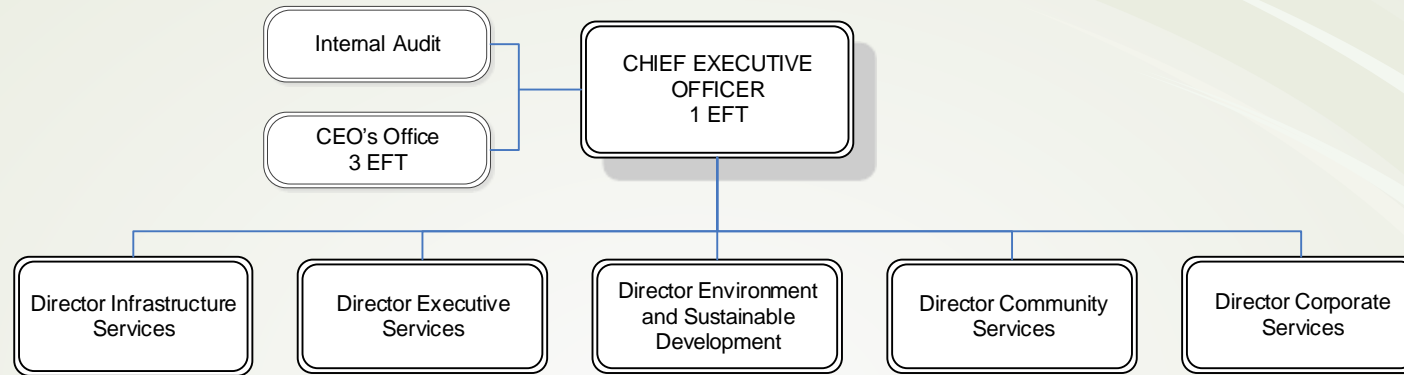 Internal Audit
CEO's Office
3 EFT
CHIEF EXECUTIVE
OFFICER
1 EFT
Director Infrastructure
Services
Director Executive
Services
Director Environment
and Sustainable
Development
Director Community
Services
Director Corporate
Services